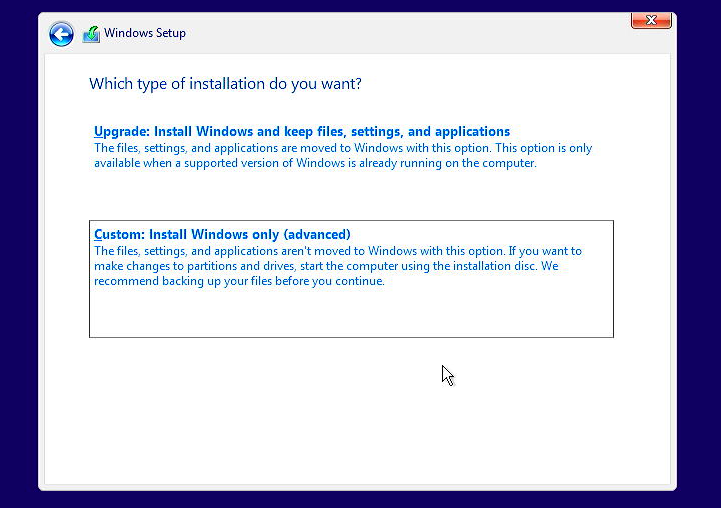 Windows Setup
Which type of installation do you want?
Upgrade: Install Windows and keep files, settings, and applications
The files, settings, and applications are moved to Windows with this option. This option is only
available when a supported version of Windows is already running on the computer.
Custom: Install Windows only (advanced)
The files, settings, and applications aren't moved to Windows with this option. If you want to
make changes to partitions and drives, start the computer using the installation disc. We
recommend backing up your files before you continue.